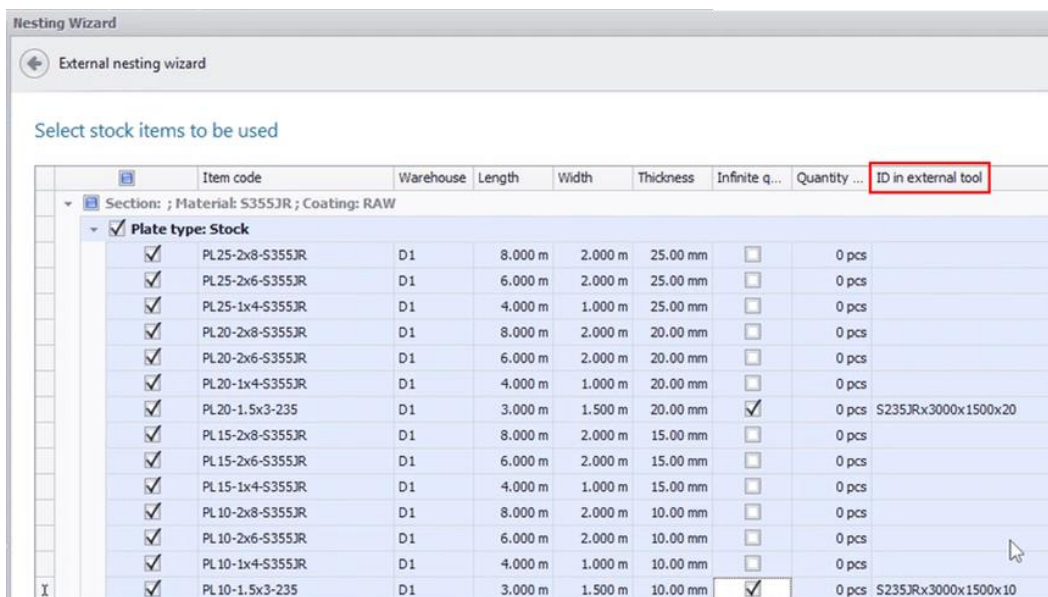 Nesting Wizard
External nesting wizard
Select stock items to be used
Item code Warehouse Length Width Thickness Infinite q... Quantity ... ID in external tool
Section: ; Material: S355JR ; Coating: RAW
Plate type: Stock
PL25-2x8-S355JR D1 8.000 m 2.000 m 25.00 mm 0 pcs
PL25-2x6-S355JR D1 6.000 m 2.000 m 25.00 mm 0 pcs
PL25-1x4-S355JR D1 4.000 m 1.000 m 25.00 mm 0 pcs
PL20-2x8-S355JR D1 8.000 m 2.000 m 20.00 mm 0 pcs
PL20-2x6-S355JR D1 6.000 m 2.000 m 20.00 mm 0 pcs
PL20-1x4-S355JR D1 4.000 m 1.000 m 20.00 mm 0 pcs
PL20-1.5x3-235 D1 3.000 m 1.500 m 20.00 mm 0 pcs S235JRx3000x1500x20
PL15-2x8-S355JR D1 8.000 m 2.000 m 15.00 mm 0 pcs
PL15-2x6-S355JR D1 6.000 m 2.000 m 15.00 mm 0 pcs
PL15-1x4-S355JR D1 4.000 m 1.000 m 15.00 mm 0 pcs
PL10-2x8-S355JR D1 8.000 m 2.000 m 10.00 mm 0 pcs
PL10-2x6-S355JR D1 6.000 m 2.000 m 10.00 mm 0 pcs
PL10-1x4-S355JR D1 4.000 m 1.000 m 10.00 mm 0 pcs
PL10-1.5x3-235 D1 3.000 m 1.500 m 10.00 mm 0 pcs S235JRx3000x1500x10